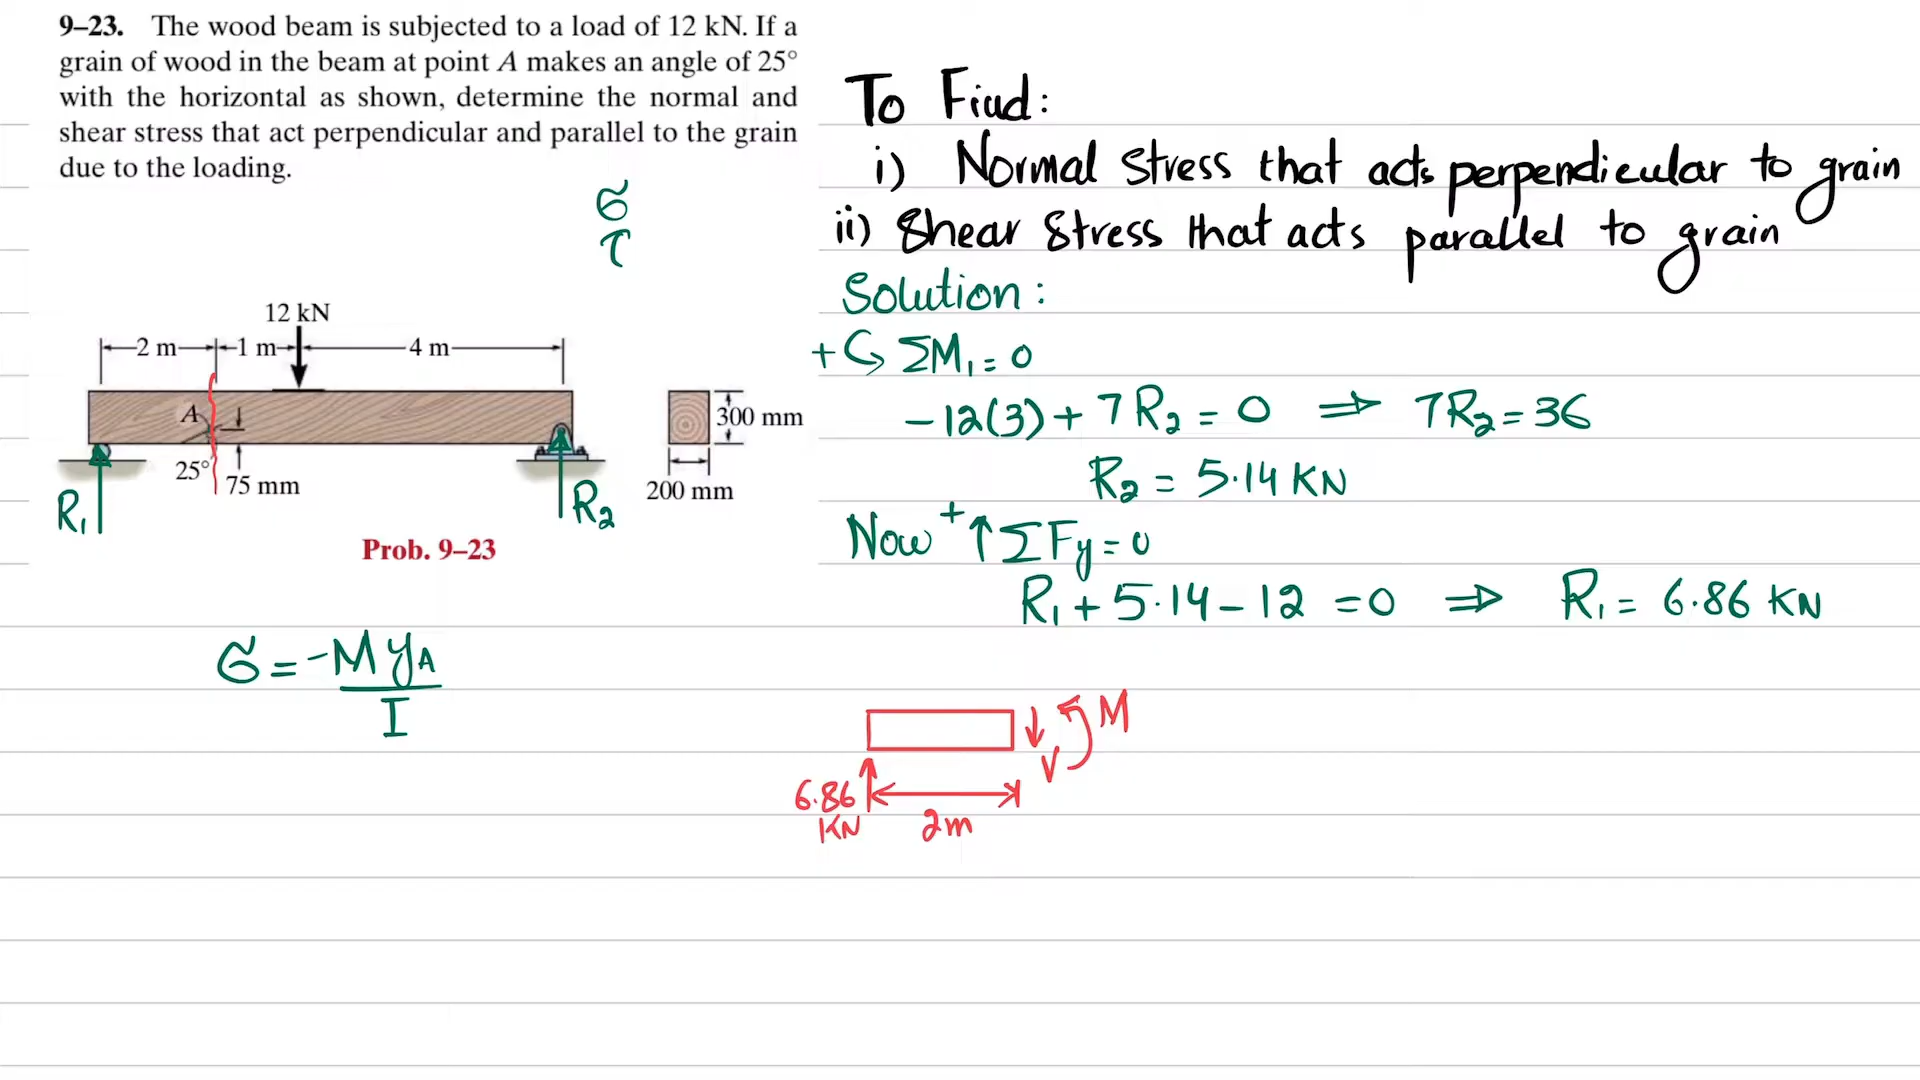 9–23. The wood beam is subjected to a load of 12 kN. If a
grain of wood in the beam at point A makes an angle of 25°
with the horizontal as shown, determine the normal and
shear stress that act perpendicular and parallel to the grain
due to the loading.
σ
τ
12 kN
2 m
1 m
4 m
A
300 mm
25°
75 mm
200 mm
R₁
R₂
Prob. 9–23
σ = -M yA
I
To Find:
i) Normal Stress that acts perpendicular to grain
ii) Shear Stress that acts parallel to grain
Solution:
+↺ ΣM₁ = 0
-12(3) + 7R₂ = 0 ⇒ 7R₂ = 36
R₂ = 5.14 KN
Now +↑ ΣFy = 0
R₁ + 5.14 - 12 = 0 ⇒ R₁ = 6.86 KN
M
V
6.86
KN
2m